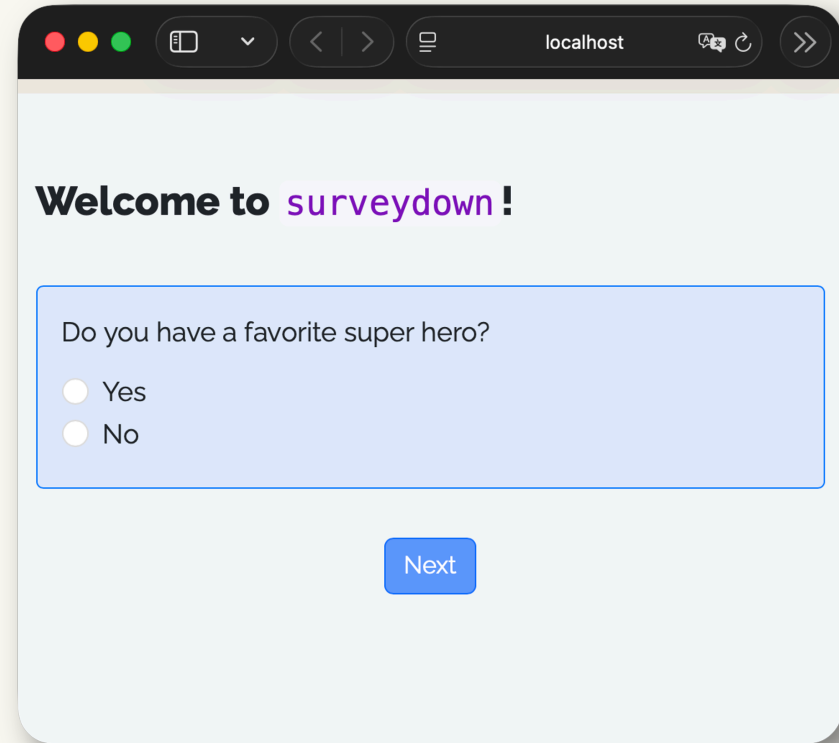 localhost
Welcome to surveydown!
Do you have a favorite super hero?
Yes
No
Next